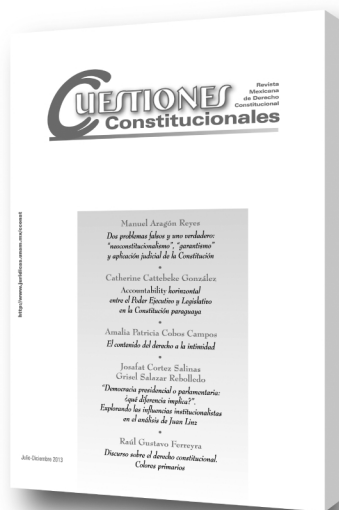 Cuestiones
Constitucionales
Revista
Mexicana
de Derecho
Constitucional
http://www.juridicas.unam.mx/cconst
Manuel Aragón Reyes
Dos problemas falsos y uno verdadero:
“neoconstitucionalismo”, “garantismo”
y aplicación judicial de la Constitución
*
Catherine Cattebeke González
Accountability horizontal
entre el Poder Ejecutivo y Legislativo
en la Constitución paraguaya
*
Amalia Patricia Cobos Campos
El contenido del derecho a la intimidad
*
Josafat Cortez Salinas
Grisel Salazar Rebolledo
“Democracia presidencial o parlamentaria:
¿qué diferencia implica?”.
Explorando las influencias institucionalistas
en el análisis de Juan Linz
*
Raúl Gustavo Ferreyra
Discurso sobre el derecho constitucional.
Colores primarios
Julio-Diciembre 2013